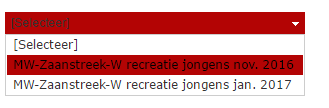 [Selecteer]
[Selecteer]
MW-Zaanstreek-W recreatie jongens nov. 2016
MW-Zaanstreek-W recreatie jongens jan. 2017